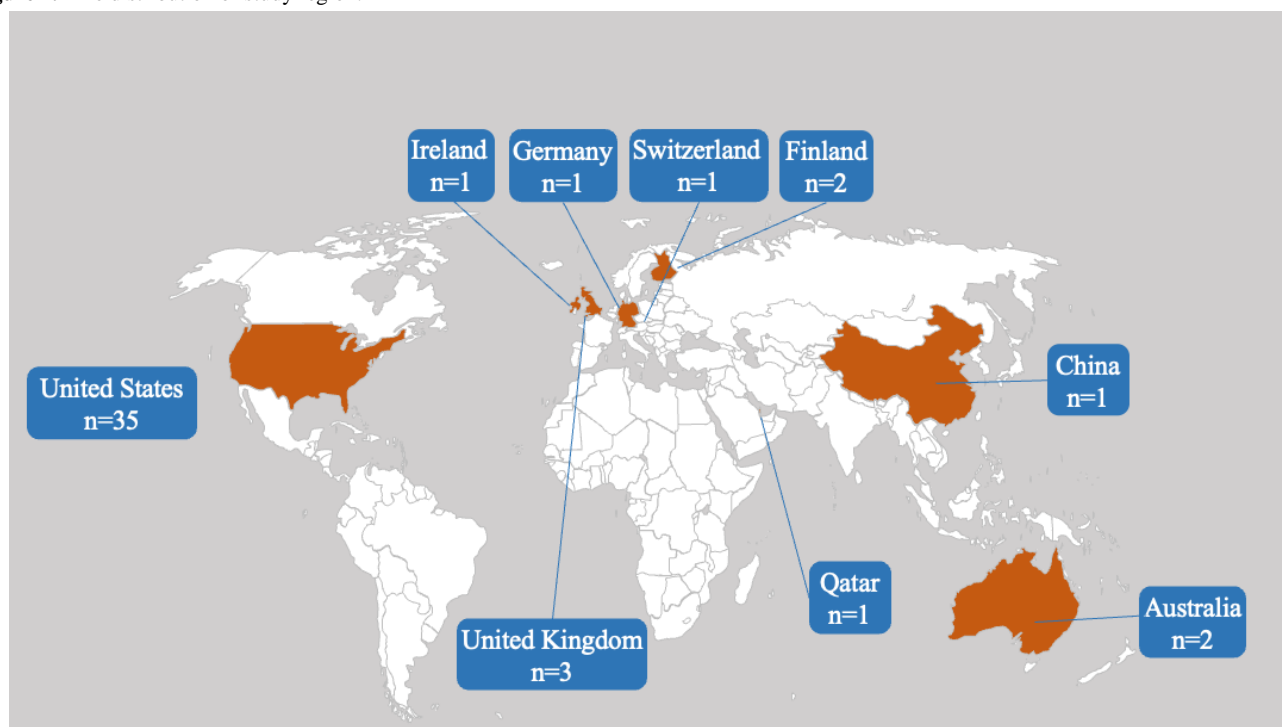 Ireland
n=1
Germany
n=1
Switzerland
n=1
Finland
n=2
United States
n=35
China
n=1
Qatar
n=1
Australia
n=2
United Kingdom
n=3